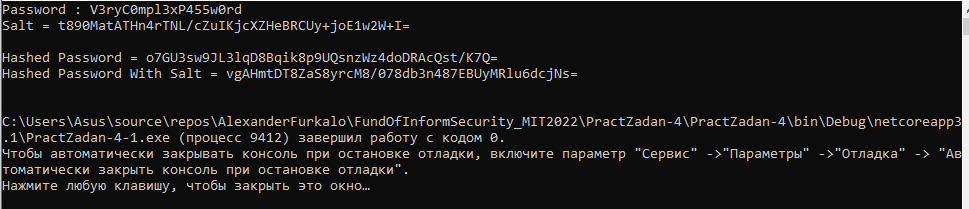 Password : V3ryC0mpl3xP455w0rd
Salt = t890MatATHn4rTNL/cZuIKjcXZHeBRCUy+joE1w2W+I=
Hashed Password = o7GU3sw9JL3lqD8Bqik8p9UQsnzWz4doDRAcQst/K7Q=
Hashed Password With Salt = vgAHmtDT8ZaS8yrcM8/078db3n487EBUyMRlu6dcjNs=
C:\Users\Asus\source\repos\AlexanderFurkalo\FundOfInformSecurity_MIT2022\PractZadan-4\PractZadan-4\bin\Debug\netcoreapp3
.1\PractZadan-4-1.exe (процесс 9412) завершил работу с кодом 0.
Чтобы автоматически закрывать консоль при остановке отладки, включите параметр "Сервис" ->"Параметры" ->"Отладка" -> "Ав
томатически закрыть консоль при остановке отладки".
Нажмите любую клавишу, чтобы закрыть это окно…